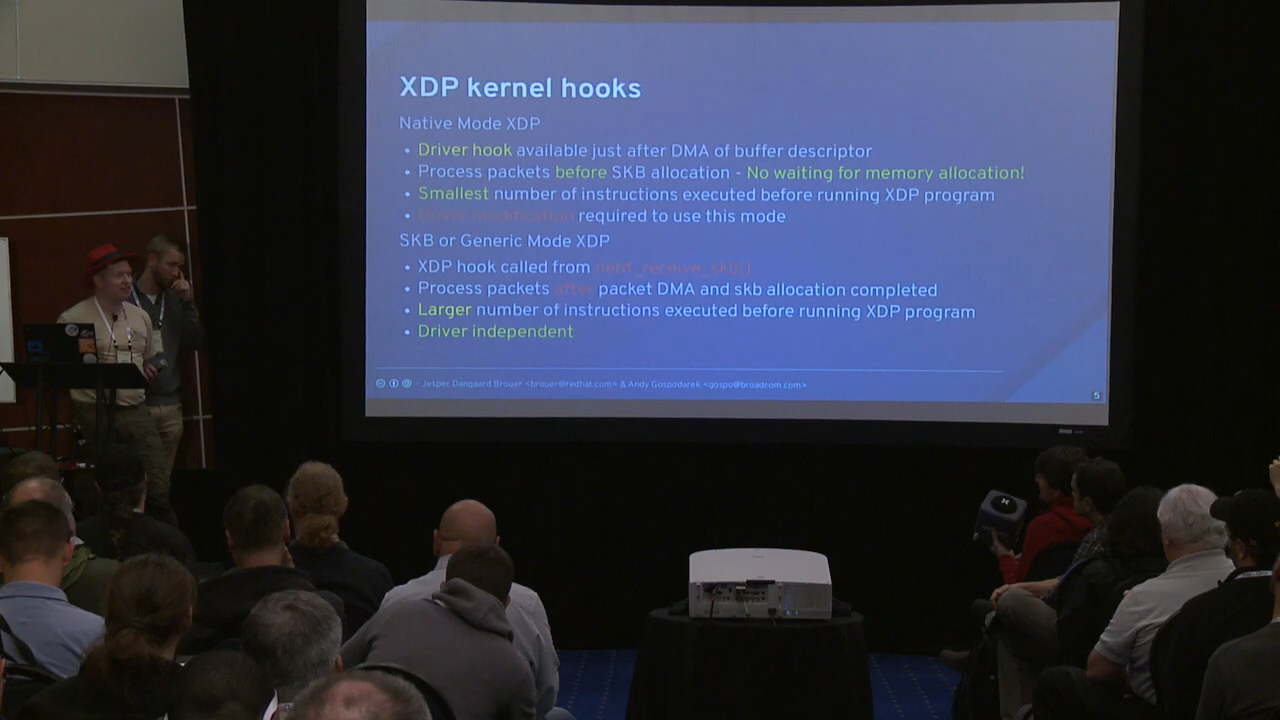 XDP kernel hooks
Native Mode XDP
• Driver hook available just after DMA of buffer descriptor
• Process packets before SKB allocation - No waiting for memory allocation!
• Smallest number of instructions executed before running XDP program
• Driver modification required to use this mode
SKB or Generic Mode XDP
• XDP hook called from netif_receive_skb()
• Process packets after packet DMA and skb allocation completed
• Larger number of instructions executed before running XDP program
• Driver independent
- Jesper Dangaard Brouer <brouer@redhat.com> & Andy Gospodarek <gospo@broadcom.com>
5